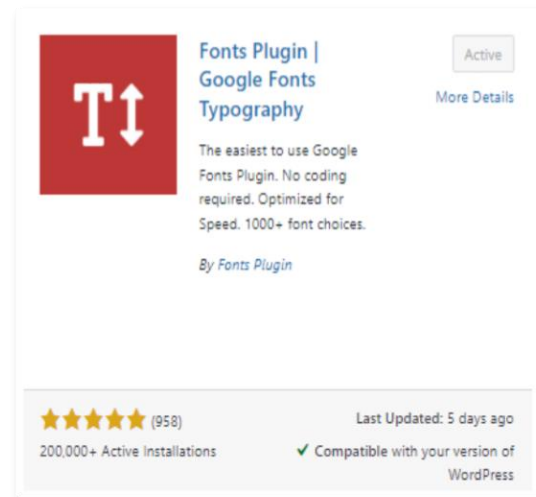 T
Fonts Plugin |
Google Fonts
Typography
Active
More Details
The easiest to use Google
Fonts Plugin. No coding
required. Optimized for
Speed. 1000+ font choices.
By Fonts Plugin
(958)
200,000+ Active Installations
Last Updated: 5 days ago
✓ Compatible with your version of
WordPress